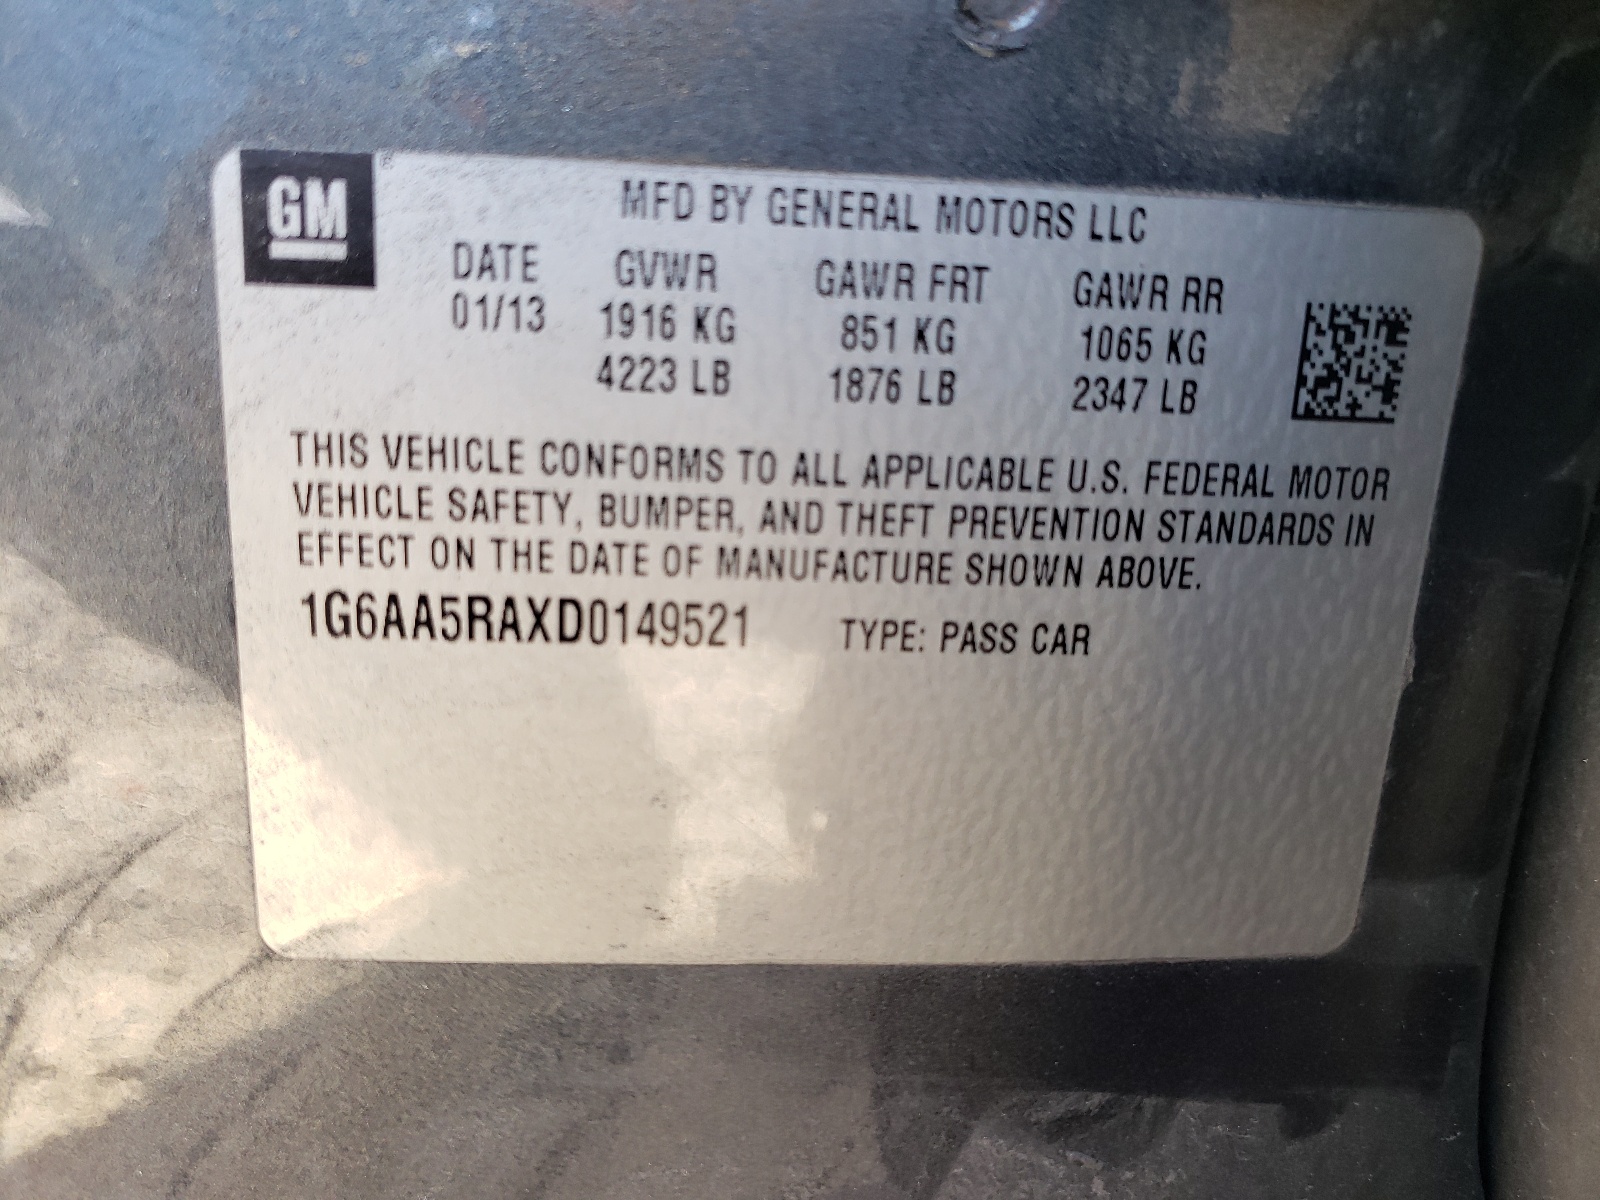 GM
MFD BY GENERAL MOTORS LLC
DATE GVWR GAWR FRT GAWR RR
01/13 1916 KG 851 KG 1065 KG
4223 LB 1876 LB 2347 LB
THIS VEHICLE CONFORMS TO ALL APPLICABLE U.S. FEDERAL MOTOR
VEHICLE SAFETY, BUMPER, AND THEFT PREVENTION STANDARDS IN
EFFECT ON THE DATE OF MANUFACTURE SHOWN ABOVE.
1G6AA5RAXD0149521 TYPE: PASS CAR